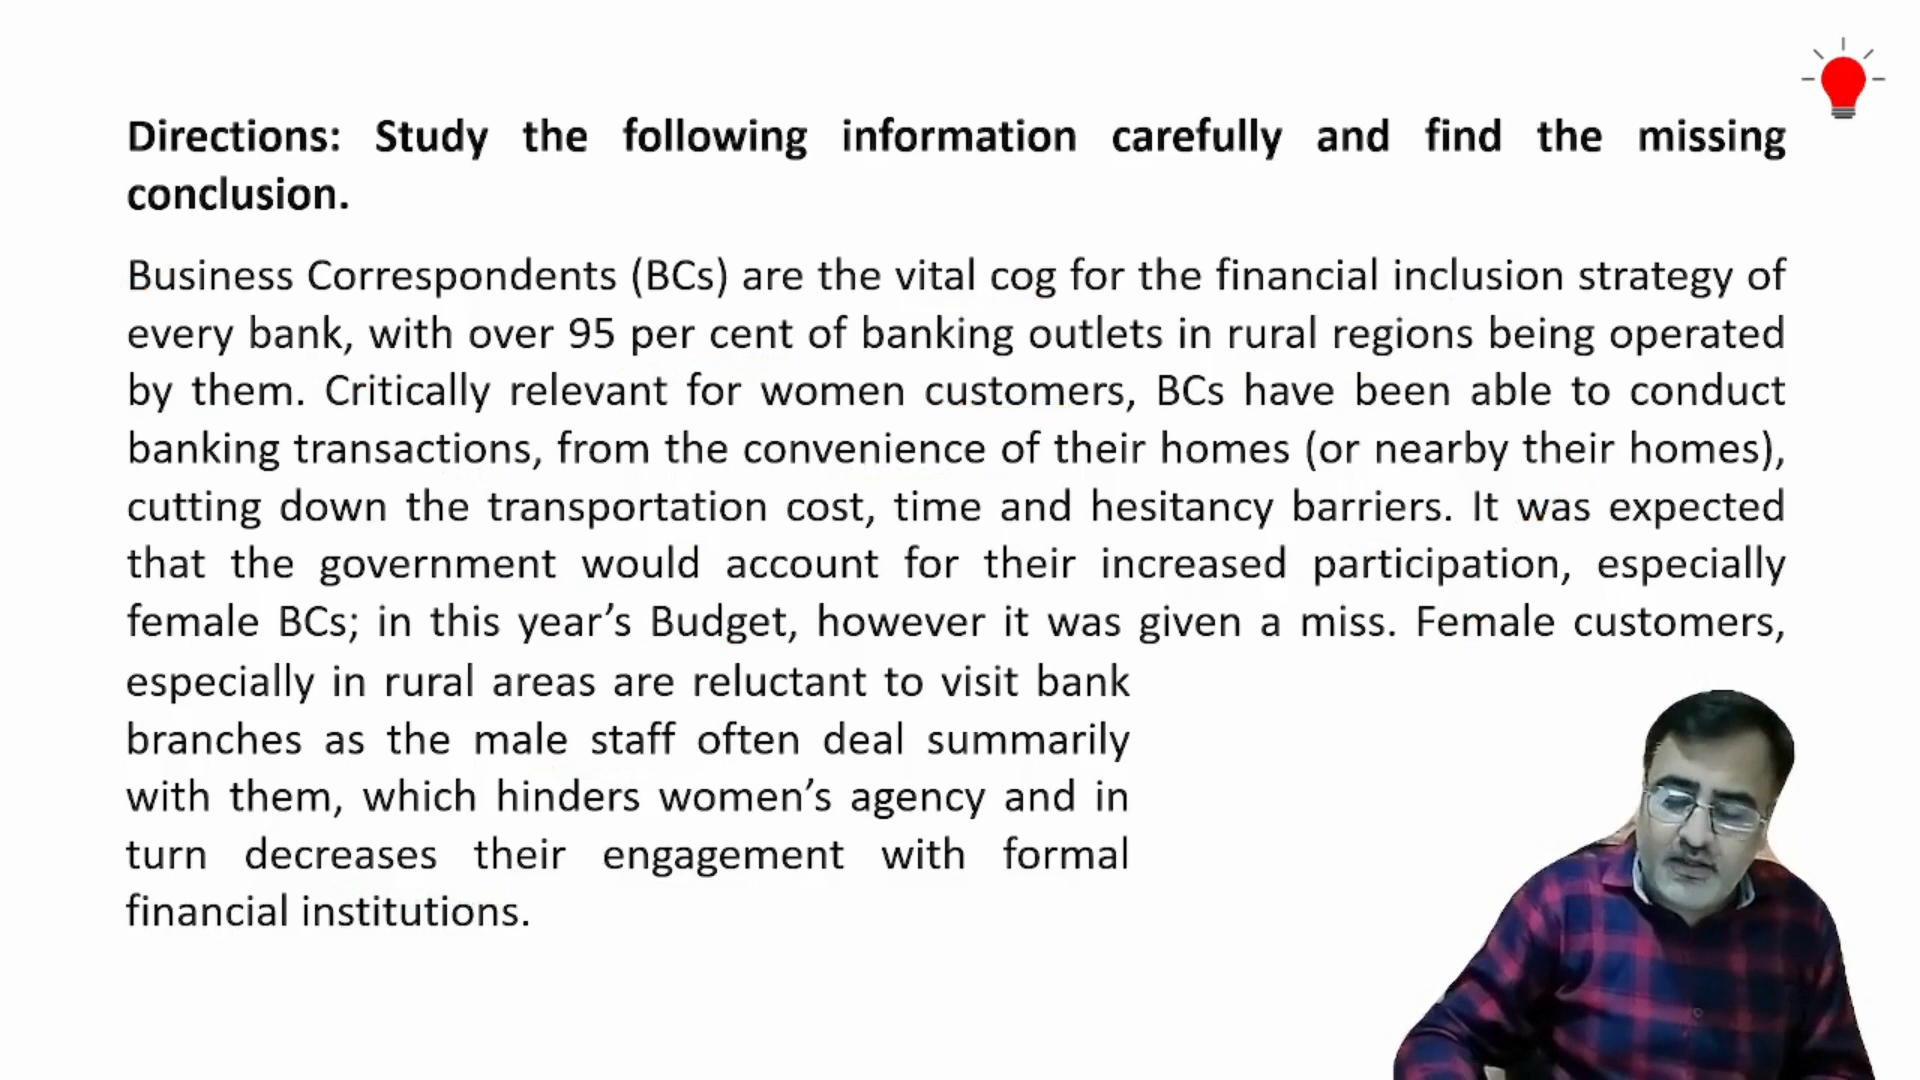 Directions: Study the following information carefully and find the missing
conclusion.
Business Correspondents (BCs) are the vital cog for the financial inclusion strategy of
every bank, with over 95 per cent of banking outlets in rural regions being operated
by them. Critically relevant for women customers, BCs have been able to conduct
banking transactions, from the convenience of their homes (or nearby their homes),
cutting down the transportation cost, time and hesitancy barriers. It was expected
that the government would account for their increased participation, especially
female BCs; in this year’s Budget, however it was given a miss. Female customers,
especially in rural areas are reluctant to visit bank
branches as the male staff often deal summarily
with them, which hinders women’s agency and in
turn decreases their engagement with formal
financial institutions.